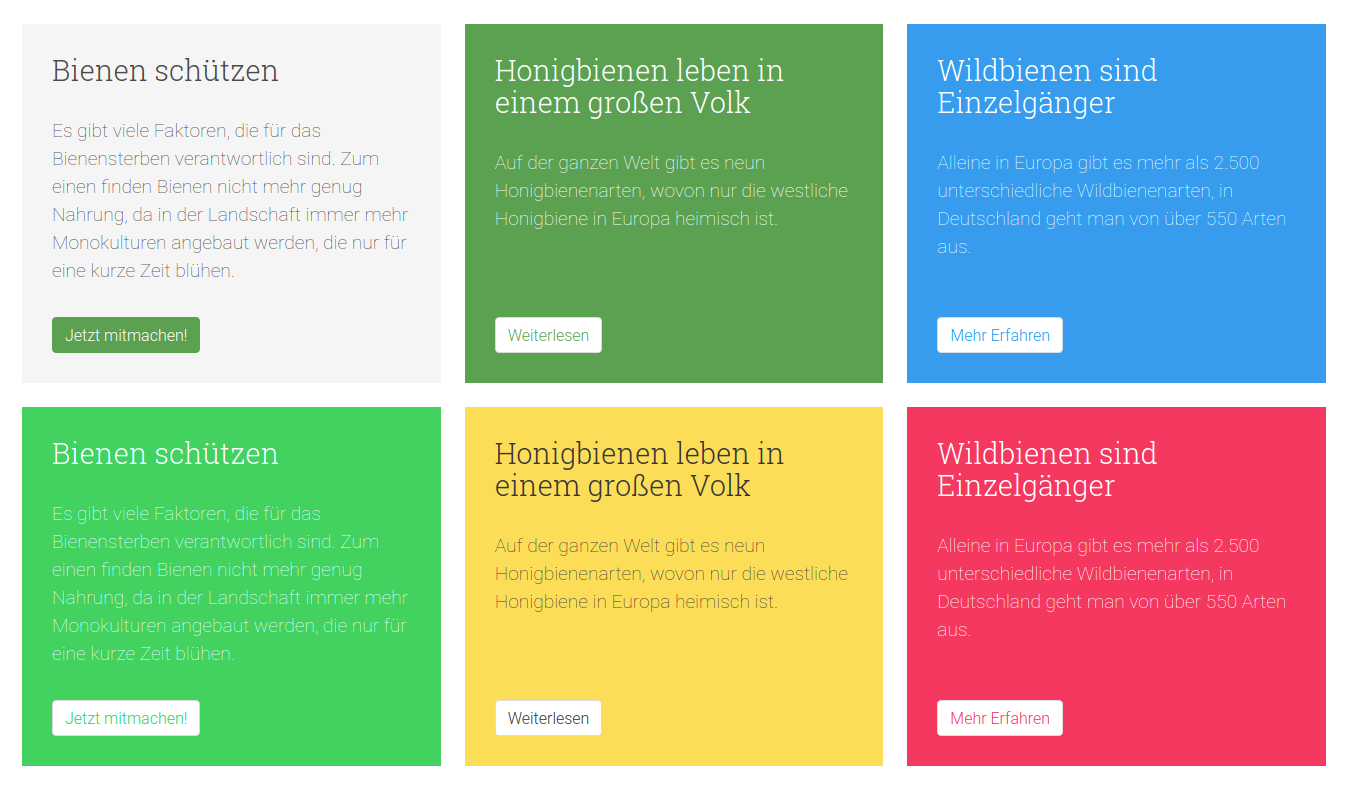 Bienen schützen
Es gibt viele Faktoren, die für das
Bienensterben verantwortlich sind. Zum
einen finden Bienen nicht mehr genug
Nahrung, da in der Landschaft immer mehr
Monokulturen angebaut werden, die nur für
eine kurze Zeit blühen.
Jetzt mitmachen!
Honigbienen leben in
einem großen Volk
Auf der ganzen Welt gibt es neun
Honigbienenarten, wovon nur die westliche
Honigbiene in Europa heimisch ist.
Weiterlesen
Wildbienen sind
Einzelgänger
Alleine in Europa gibt es mehr als 2.500
unterschiedliche Wildbienenarten, in
Deutschland geht man von über 550 Arten
aus.
Mehr Erfahren
Bienen schützen
Es gibt viele Faktoren, die für das
Bienensterben verantwortlich sind. Zum
einen finden Bienen nicht mehr genug
Nahrung, da in der Landschaft immer mehr
Monokulturen angebaut werden, die nur für
eine kurze Zeit blühen.
Jetzt mitmachen!
Honigbienen leben in
einem großen Volk
Auf der ganzen Welt gibt es neun
Honigbienenarten, wovon nur die westliche
Honigbiene in Europa heimisch ist.
Weiterlesen
Wildbienen sind
Einzelgänger
Alleine in Europa gibt es mehr als 2.500
unterschiedliche Wildbienenarten, in
Deutschland geht man von über 550 Arten
aus.
Mehr Erfahren